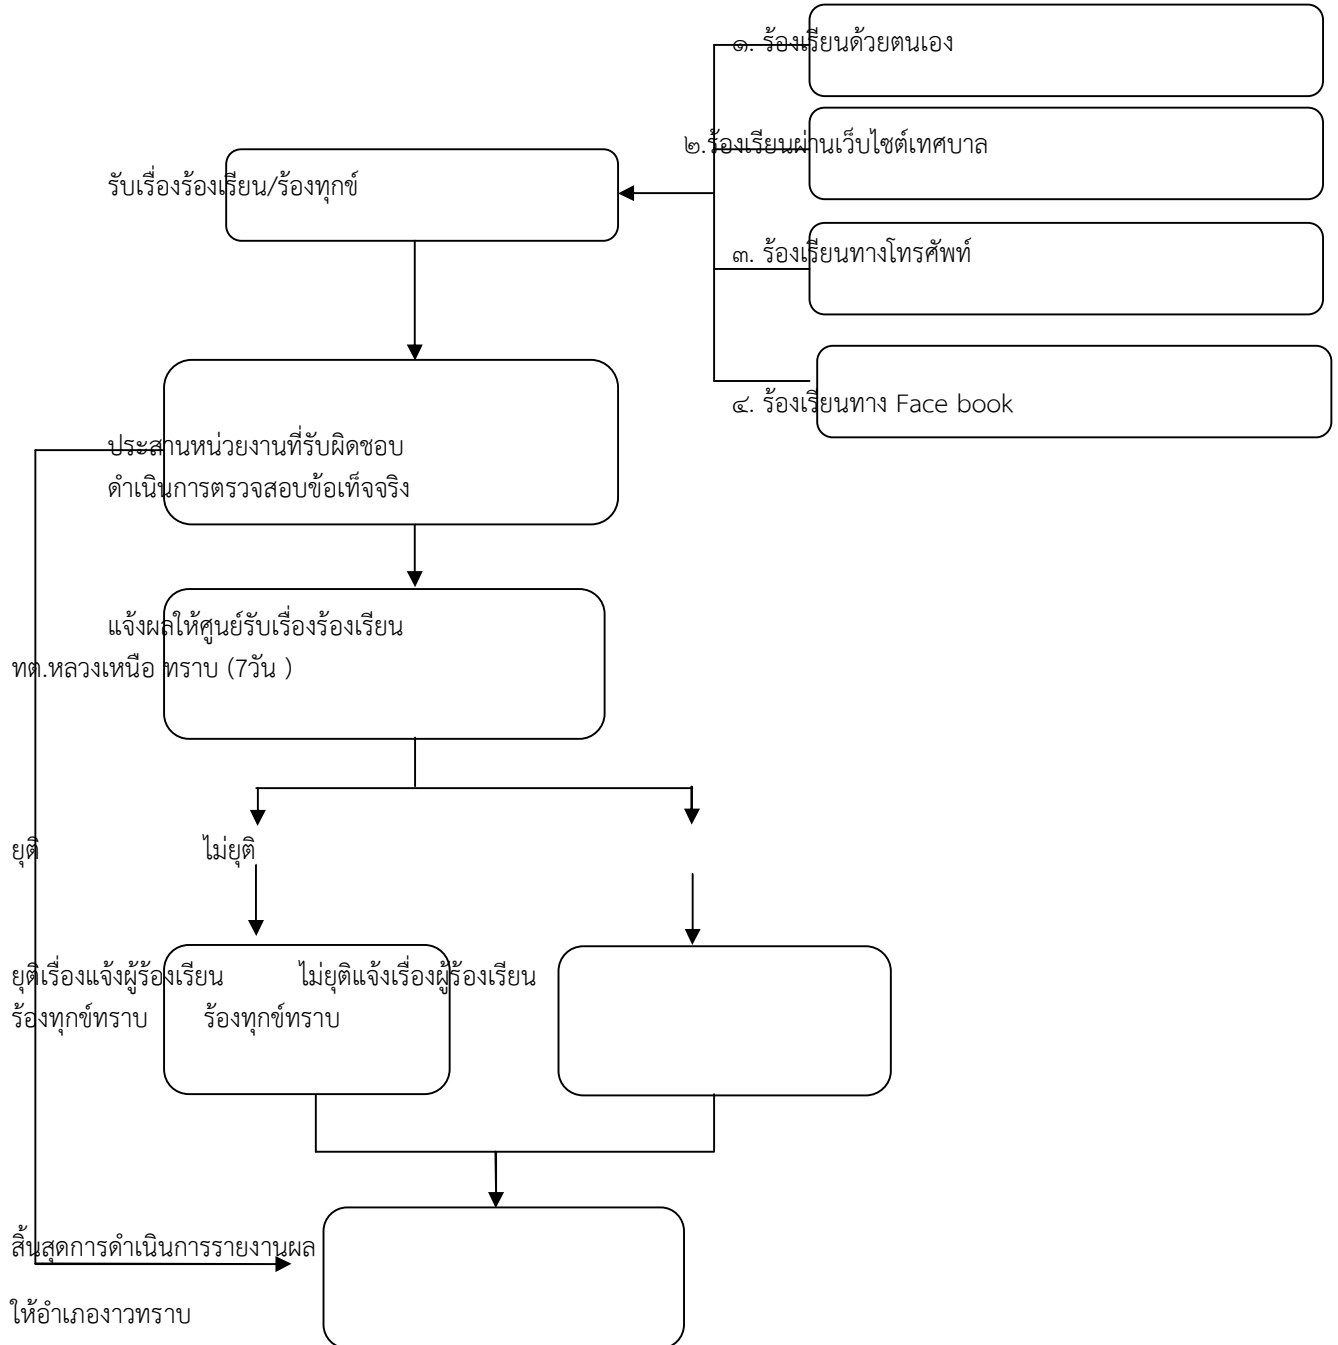 ๑. ร้องเรียนด้วยตนเอง
๒.ร้องเรียนผ่านเว็บไซต์เทศบาล
รับเรื่องร้องเรียน/ร้องทุกข์
๓. ร้องเรียนทางโทรศัพท์
๔. ร้องเรียนทาง Face book
ประสานหน่วยงานที่รับผิดชอบ
ดำเนินการตรวจสอบข้อเท็จจริง
แจ้งผลให้ศูนย์รับเรื่องร้องเรียน
ทต.หลวงเหนือ ทราบ (7วัน )
ยุติ ไม่ยุติ
ยุติเรื่องแจ้งผู้ร้องเรียน ไม่ยุติแจ้งเรื่องผู้ร้องเรียน
ร้องทุกข์ทราบ ร้องทุกข์ทราบ
สิ้นสุดการดำเนินการรายงานผล
ให้อำเภองาวทราบ